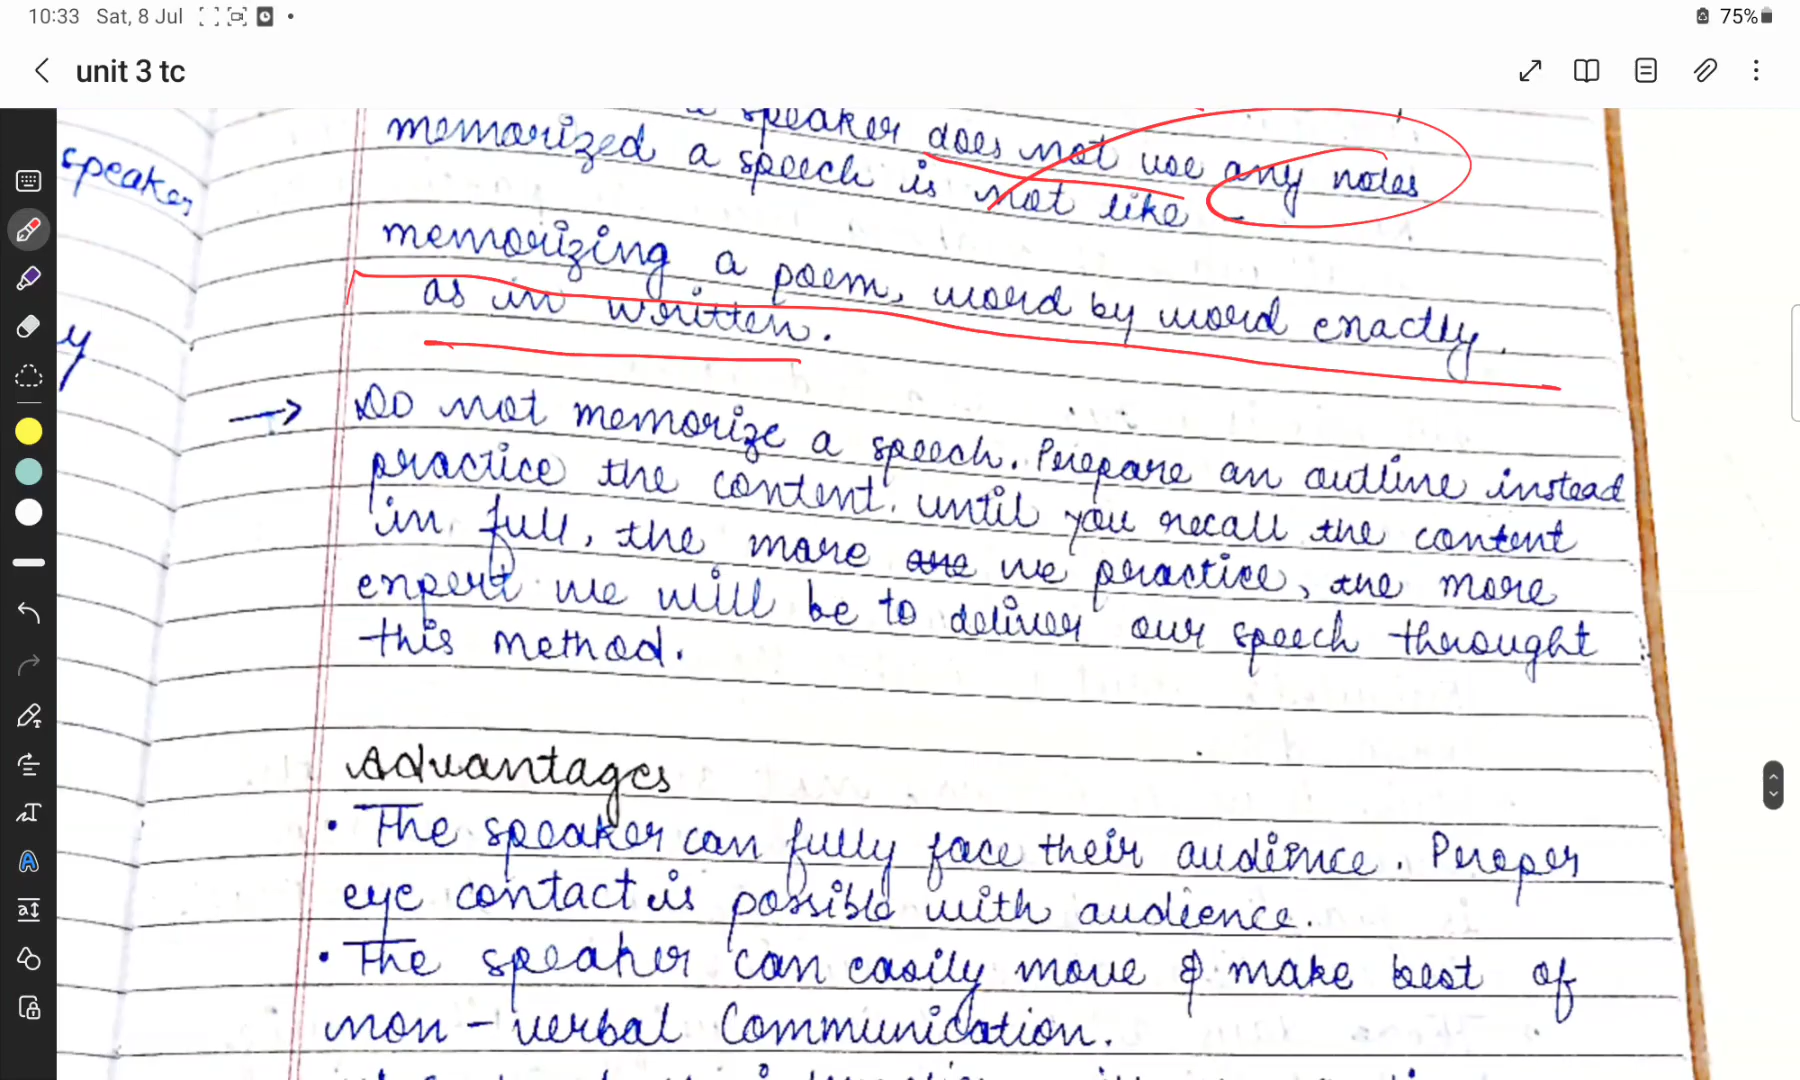 10:33 Sat, 8 Jul
75%
unit 3 tc
speaker does not use any notes
memorized a speech is not like
memorizing a poem, word by word exactly.
as in written.
speaker
y
→ Do not memorize a speech. Prepare an outline instead
practice the content. until you recall the content
in full, the more are we practice, the more
expert we will be to deliver our speech throught
this method.
Advantages
• The speaker can fully face their audience. Proper
eye contact is possible with audience.
• The speaker can easily move & make best of
non-verbal Communication.